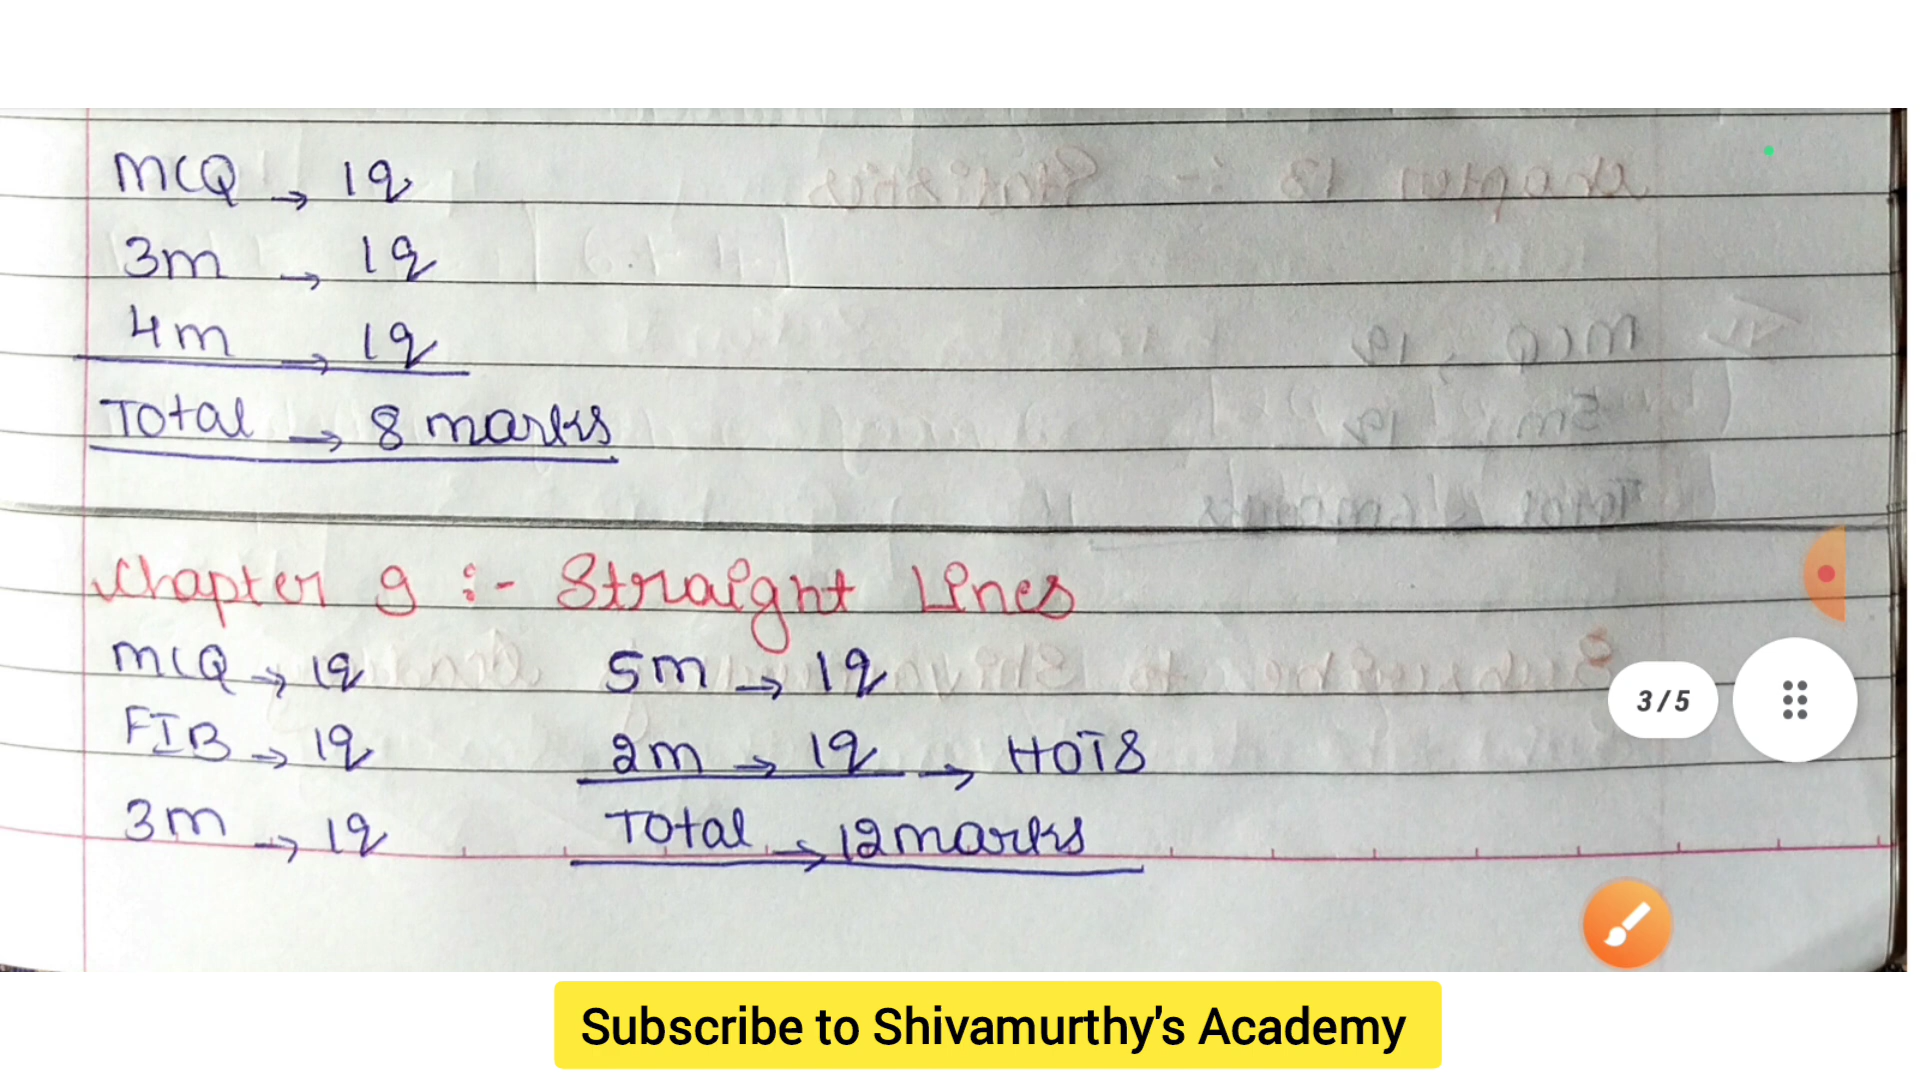 MCQ → 1q
3m → 1q
4m → 1q
Total → 8 marks
Chapter 9 :- Straight Lines
MCQ → 1q
FIB → 1q
3m → 1q
5m → 1q
2m → 1q → HOTS
Total → 12 marks
3/5
Subscribe to Shivamurthy's Academy